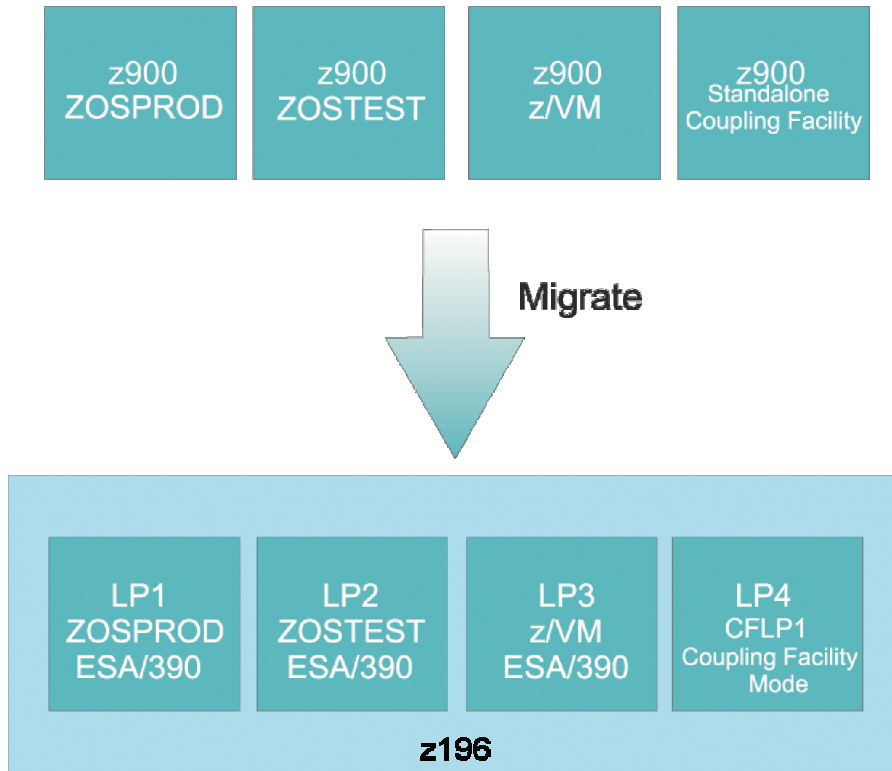 z900
ZOSPROD
z900
ZOSTEST
z900
z/VM
z900
Standalone
Coupling Facility
Migrate
LP1
ZOSPROD
ESA/390
LP2
ZOSTEST
ESA/390
LP3
z/VM
ESA/390
LP4
CFLP1
Coupling Facility
Mode
z196